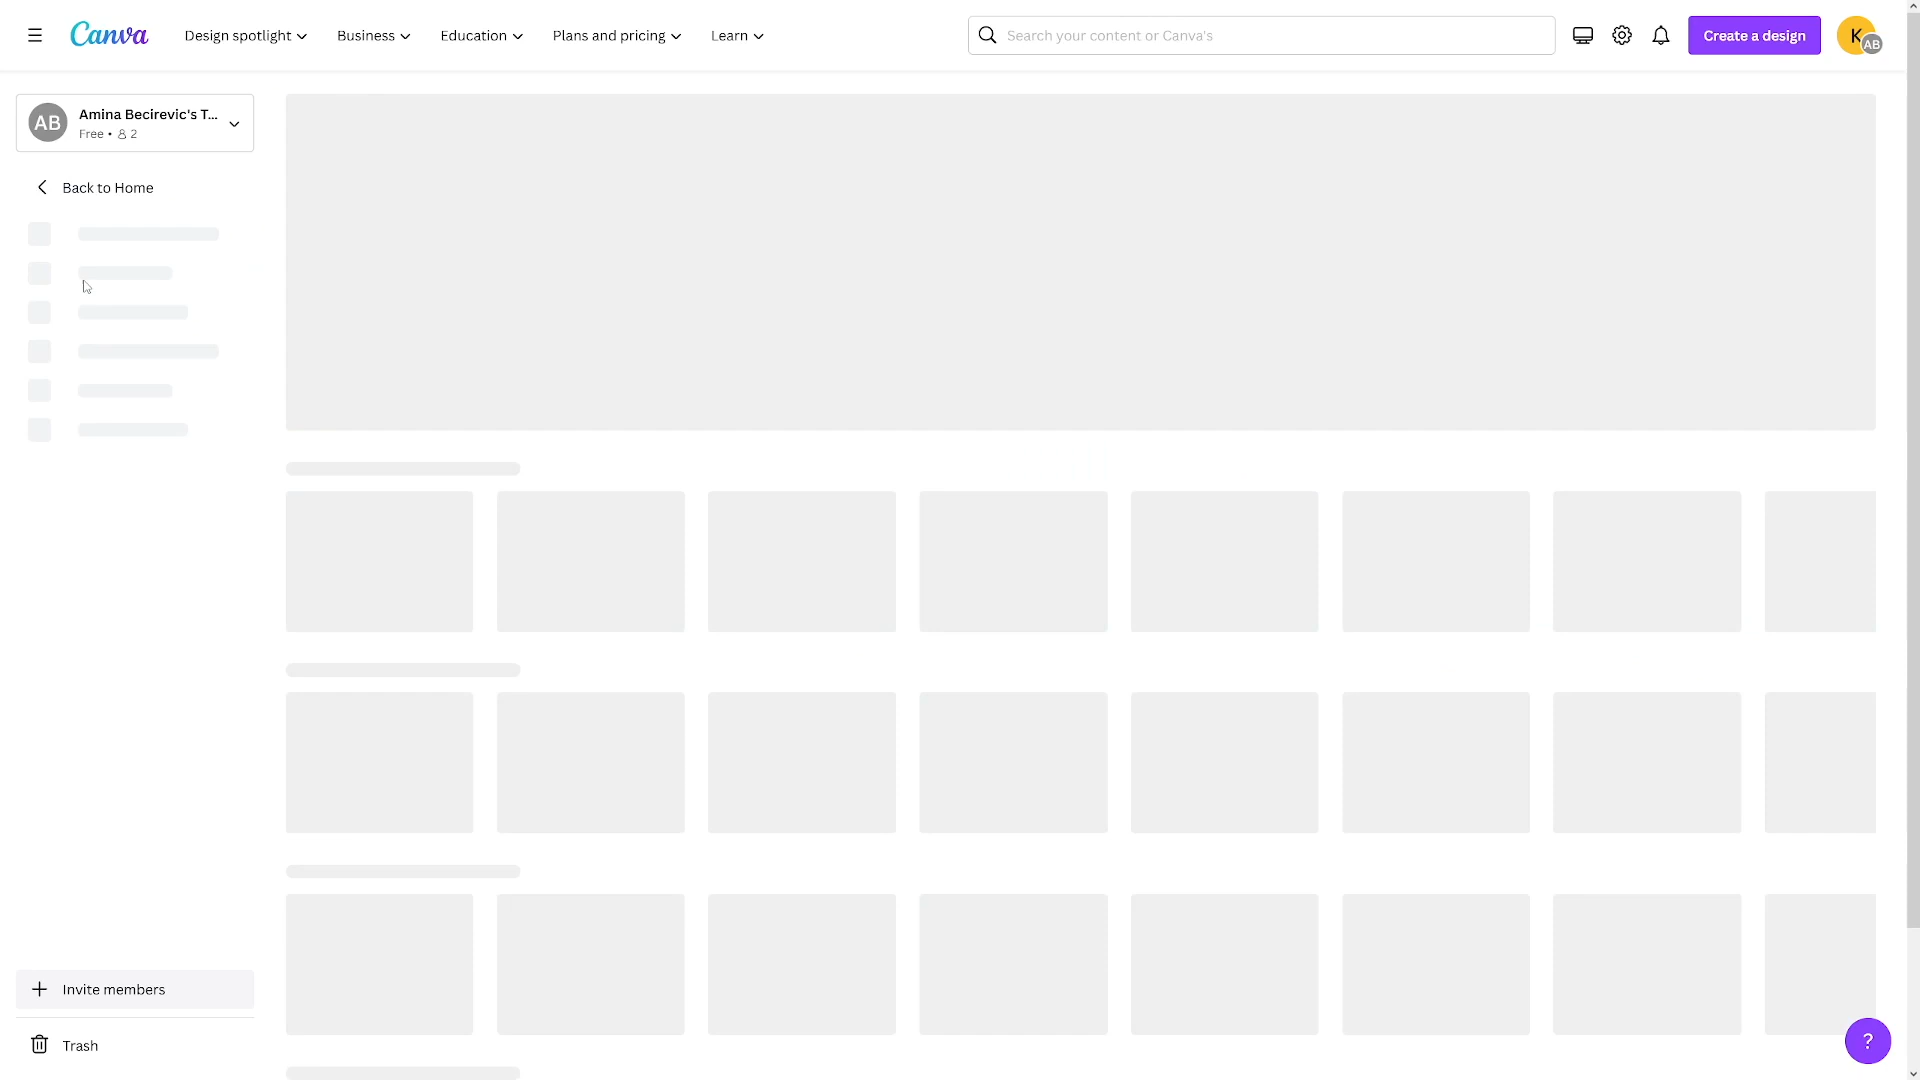 Canva
Design spotlight
Business
Education
Plans and pricing
Learn
Search your content or Canva's
Create a design
K
AB
AB
Amina Becirevic's T...
Free • 2
Back to Home
Invite members
Trash
?